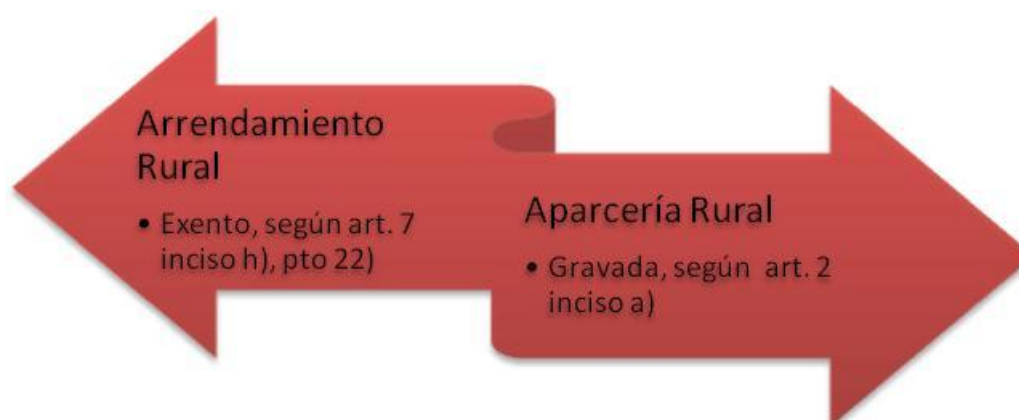 Arrendamiento
Rural
• Exento, según art. 7
inciso h), pto 22)
Aparcería Rural
• Gravada, según art. 2
inciso a)